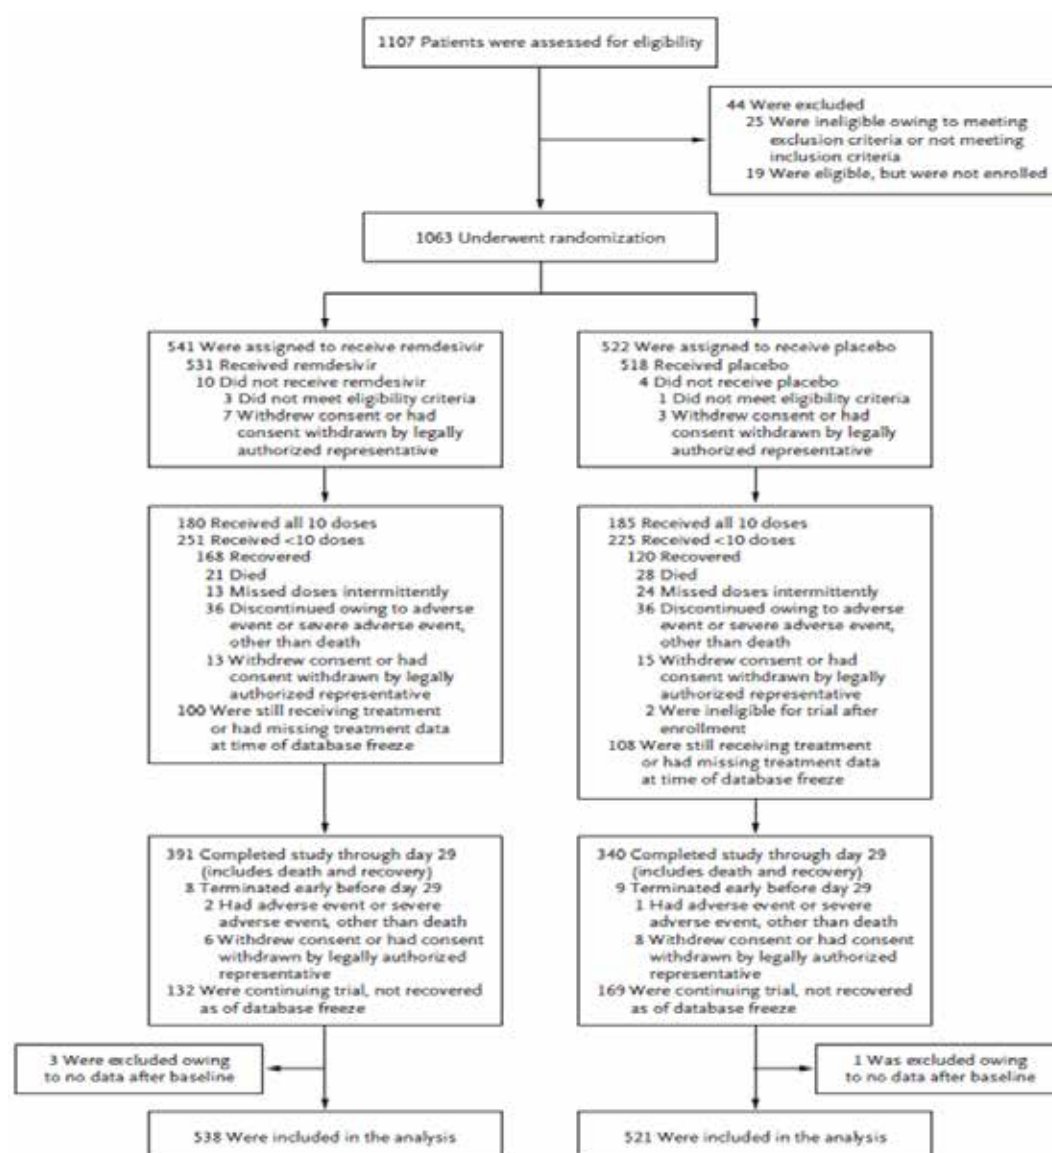 1107 Patients were assessed for eligibility
44 Were excluded
25 Were ineligible owing to meeting
exclusion criteria or not meeting
inclusion criteria
19 Were eligible, but were not enrolled
1063 Underwent randomization
541 Were assigned to receive remdesivir
531 Received remdesivir
10 Did not receive remdesivir
3 Did not meet eligibility criteria
7 Withdrew consent or had
consent withdrawn by legally
authorized representative
522 Were assigned to receive placebo
518 Received placebo
4 Did not receive placebo
1 Did not meet eligibility criteria
3 Withdrew consent or had
consent withdrawn by legally
authorized representative
180 Received all 10 doses
251 Received <10 doses
168 Recovered
21 Died
13 Missed doses intermittently
36 Discontinued owing to adverse
event or severe adverse event,
other than death
13 Withdrew consent or had
consent withdrawn by legally
authorized representative
100 Were still receiving treatment
or had missing treatment data
at time of database freeze
185 Received all 10 doses
225 Received <10 doses
120 Recovered
28 Died
24 Missed doses intermittently
36 Discontinued owing to adverse
event or severe adverse event,
other than death
15 Withdrew consent or had
consent withdrawn by legally
authorized representative
2 Were ineligible for trial after
enrollment
108 Were still receiving treatment
or had missing treatment data
at time of database freeze
391 Completed study through day 29
(includes death and recovery)
8 Terminated early before day 29
2 Had adverse event or severe
adverse event, other than death
6 Withdrew consent or had consent
withdrawn by legally authorized
representative
132 Were continuing trial, not recovered
as of database freeze
340 Completed study through day 29
(includes death and recovery)
9 Terminated early before day 29
1 Had adverse event or severe
adverse event, other than death
8 Withdrew consent or had consent
withdrawn by legally authorized
representative
169 Were continuing trial, not recovered
as of database freeze
3 Were excluded owing
to no data after baseline
1 Was excluded owing
to no data after baseline
538 Were included in the analysis
521 Were included in the analysis